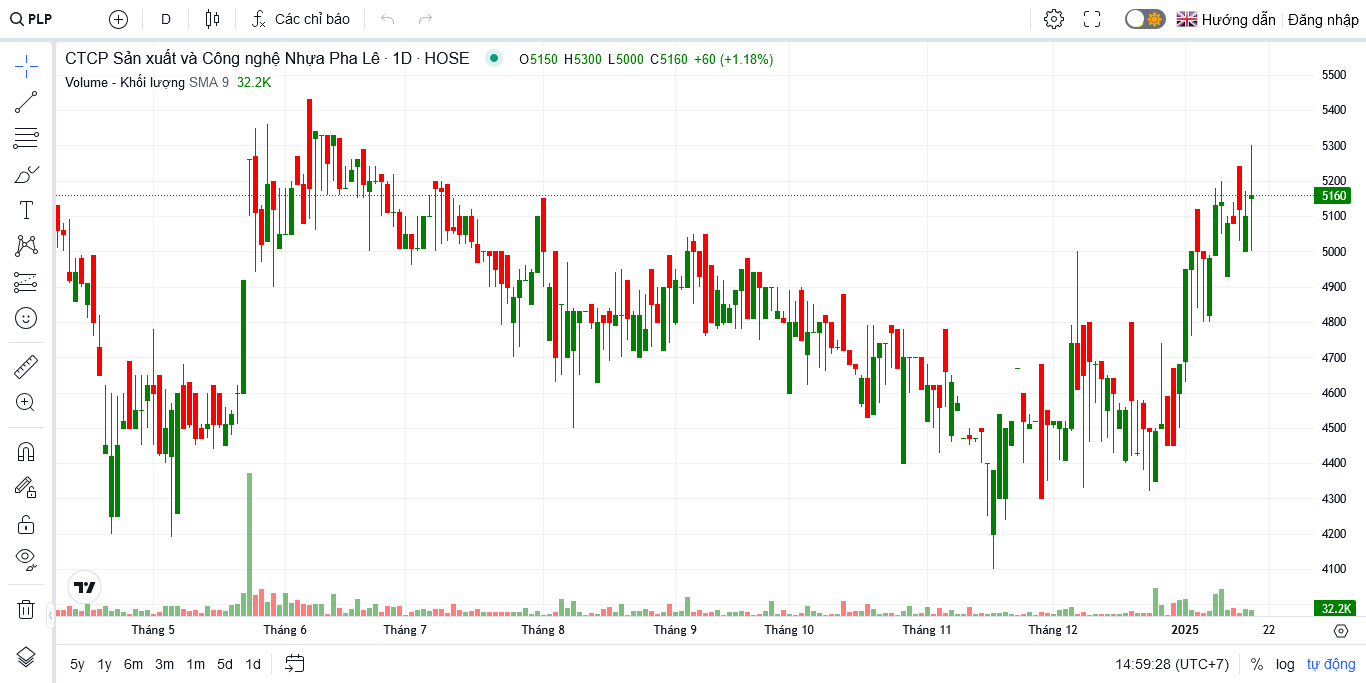 PLP D Các chỉ báo Hướng dẫn Đăng nhập
CTCP Sản xuất và Công nghệ Nhựa Pha Lê · 1D · HOSE O5150 H5300 L5000 C5160 +60 (+1.18%)
Volume - Khối lượng SMA 9 32.2K
5500
5400
5300
5200
5160
5100
5000
4900
4800
4700
4600
4500
4400
4300
4200
4100
32.2K
Tháng 5 Tháng 6 Tháng 7 Tháng 8 Tháng 9 Tháng 10 Tháng 11 Tháng 12 2025 22
5y 1y 6m 3m 1m 5d 1d 14:59:28 (UTC+7) % log tự động